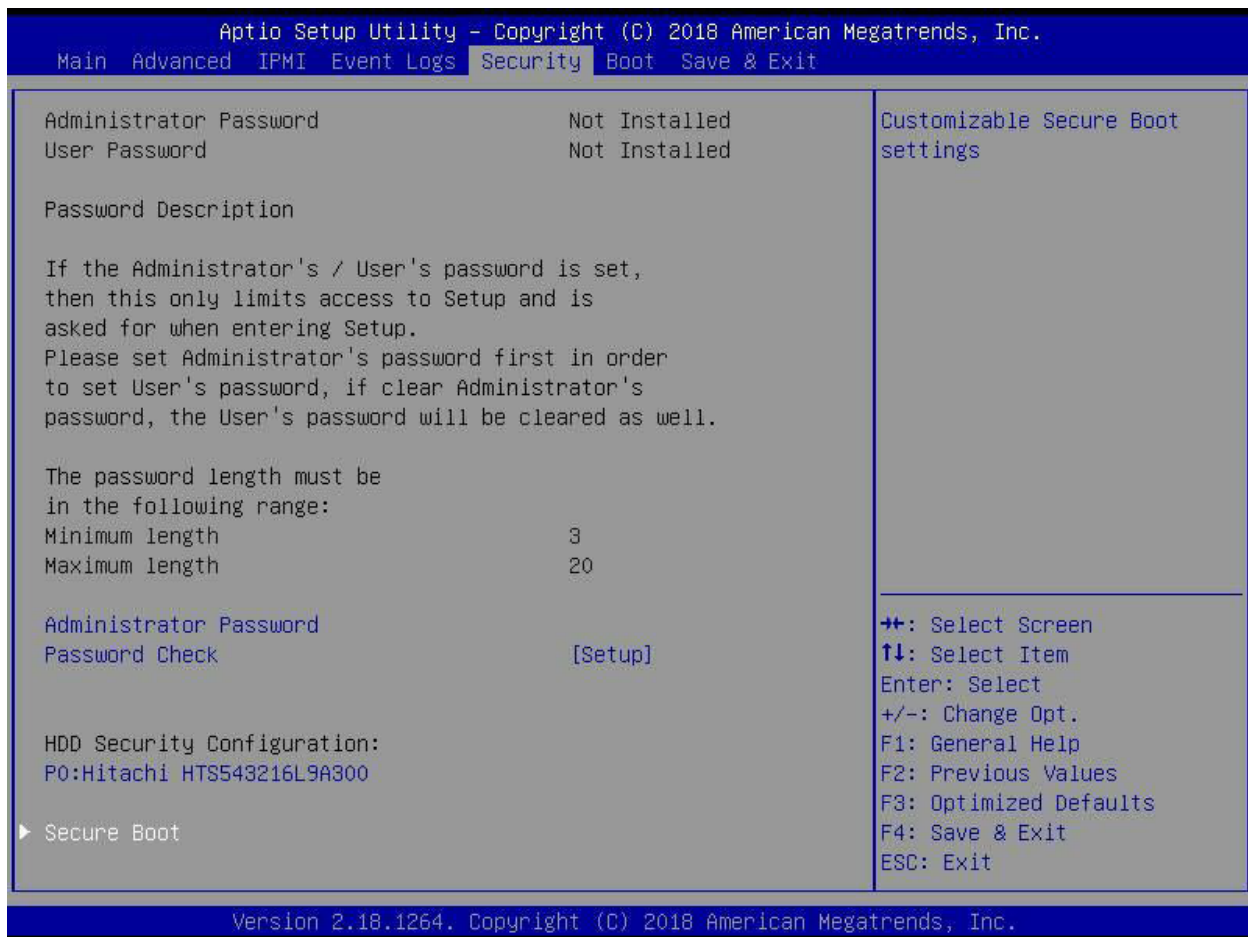 Aptio Setup Utility – Copyright (C) 2018 American Megatrends, Inc.
Main Advanced IPMI Event Logs Security Boot Save & Exit
Administrator Password Not Installed
User Password Not Installed
Password Description
If the Administrator's / User's password is set,
then this only limits access to Setup and is
asked for when entering Setup.
Please set Administrator's password first in order
to set User's password, if clear Administrator's
password, the User's password will be cleared as well.
The password length must be
in the following range:
Minimum length 3
Maximum length 20
Administrator Password
Password Check [Setup]
HDD Security Configuration:
P0:Hitachi HTS543216L9A300
► Secure Boot
Customizable Secure Boot
settings
→←: Select Screen
↑↓: Select Item
Enter: Select
+/-: Change Opt.
F1: General Help
F2: Previous Values
F3: Optimized Defaults
F4: Save & Exit
ESC: Exit
Version 2.18.1264. Copyright (C) 2018 American Megatrends, Inc.